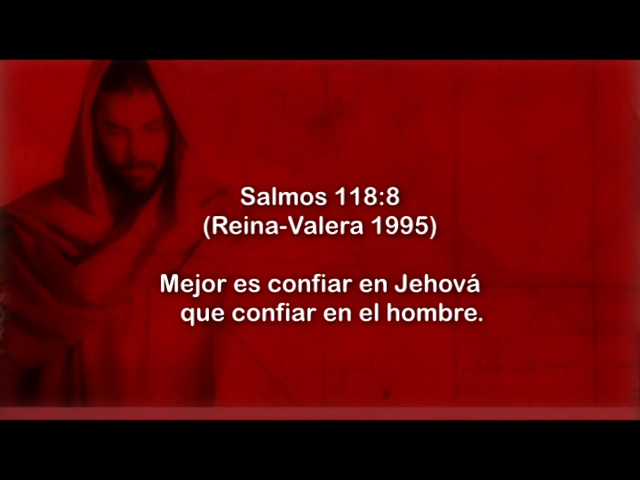 Salmos 118:8
(Reina-Valera 1995)
Mejor es confiar en Jehová
que confiar en el hombre.